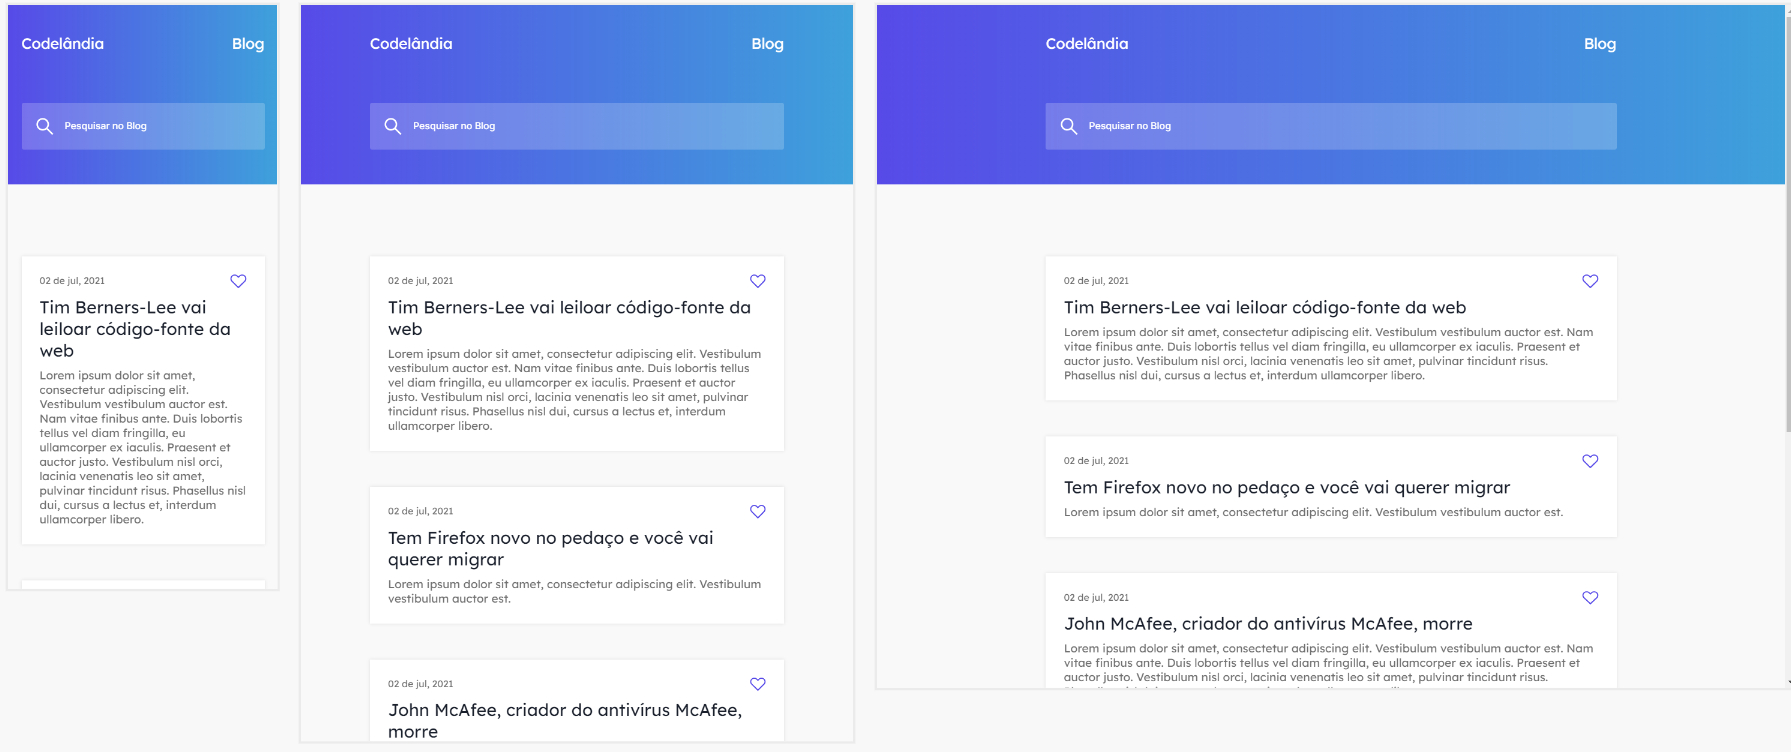 Codelândia
Blog
Pesquisar no Blog
02 de jul, 2021
Tim Berners-Lee vai
leiloar código-fonte da
web
Lorem ipsum dolor sit amet,
consectetur adipiscing elit.
Vestibulum vestibulum auctor est.
Nam vitae finibus ante. Duis lobortis
tellus vel diam fringilla, eu
ullamcorper ex iaculis. Praesent et
auctor justo. Vestibulum nisl orci,
lacinia venenatis leo sit amet,
pulvinar tincidunt risus. Phasellus nisl
dui, cursus a lectus et, interdum
ullamcorper libero.
Codelândia
Blog
Pesquisar no Blog
02 de jul, 2021
Tim Berners-Lee vai leiloar código-fonte da
web
Lorem ipsum dolor sit amet, consectetur adipiscing elit. Vestibulum
vestibulum auctor est. Nam vitae finibus ante. Duis lobortis tellus
vel diam fringilla, eu ullamcorper ex iaculis. Praesent et auctor
justo. Vestibulum nisl orci, lacinia venenatis leo sit amet, pulvinar
tincidunt risus. Phasellus nisl dui, cursus a lectus et, interdum
ullamcorper libero.
02 de jul, 2021
Tem Firefox novo no pedaço e você vai
querer migrar
Lorem ipsum dolor sit amet, consectetur adipiscing elit. Vestibulum
vestibulum auctor est.
02 de jul, 2021
John McAfee, criador do antivírus McAfee,
morre
Codelândia
Blog
Pesquisar no Blog
02 de jul, 2021
Tim Berners-Lee vai leiloar código-fonte da web
Lorem ipsum dolor sit amet, consectetur adipiscing elit. Vestibulum vestibulum auctor est. Nam
vitae finibus ante. Duis lobortis tellus vel diam fringilla, eu ullamcorper ex iaculis. Praesent et
auctor justo. Vestibulum nisl orci, lacinia venenatis leo sit amet, pulvinar tincidunt risus.
Phasellus nisl dui, cursus a lectus et, interdum ullamcorper libero.
02 de jul, 2021
Tem Firefox novo no pedaço e você vai querer migrar
Lorem ipsum dolor sit amet, consectetur adipiscing elit. Vestibulum vestibulum auctor est.
02 de jul, 2021
John McAfee, criador do antivírus McAfee, morre
Lorem ipsum dolor sit amet, consectetur adipiscing elit. Vestibulum vestibulum auctor est. Nam
vitae finibus ante. Duis lobortis tellus vel diam fringilla, eu ullamcorper ex iaculis. Praesent et
auctor justo. Vestibulum nisl orci, lacinia venenatis leo sit amet, pulvinar tincidunt risus.